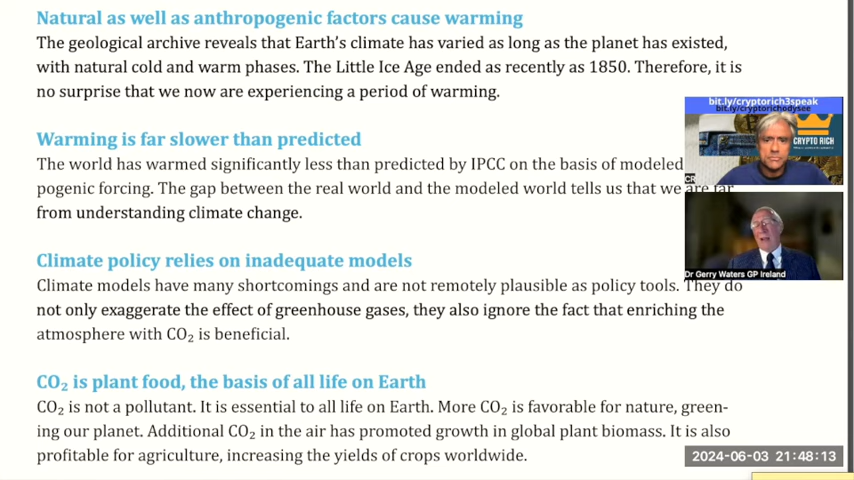 Natural as well as anthropogenic factors cause warming
The geological archive reveals that Earth's climate has varied as long as the planet has existed,
with natural cold and warm phases. The Little Ice Age ended as recently as 1850. Therefore, it is
no surprise that we now are experiencing a period of warming.
Warming is far slower than predicted
The world has warmed significantly less than predicted by IPCC on the basis of modeled
pogenic forcing. The gap between the real world and the modeled world tells us that we are far
from understanding climate change.
Climate policy relies on inadequate models
Climate models have many shortcomings and are not remotely plausible as policy tools. They do
not only exaggerate the effect of greenhouse gases, they also ignore the fact that enriching the
atmosphere with CO₂ is beneficial.
CO₂ is plant food, the basis of all life on Earth
CO₂ is not a pollutant. It is essential to all life on Earth. More CO₂ is favorable for nature, green-
ing our planet. Additional CO₂ in the air has promoted growth in global plant biomass. It is also
profitable for agriculture, increasing the yields of crops worldwide.
bit.ly/cryptorich3speak
bit.ly/cryptorichodysee
CRYPTO RICH
CR
Dr Gerry Waters GP Ireland
2024-06-03 21:48:13